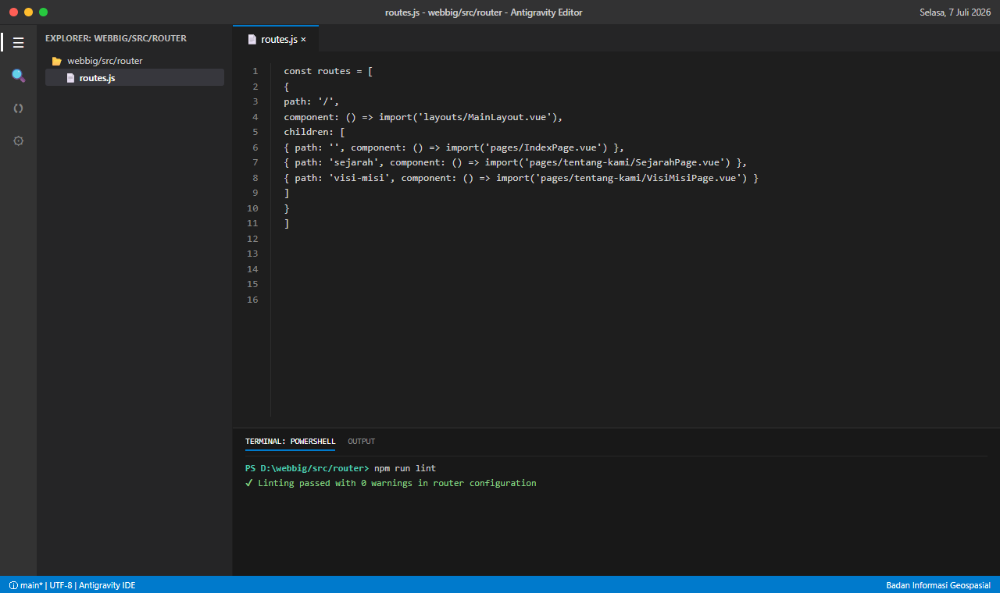 routes.js - webbig/src/router - Antigravity Editor
Selasa, 7 Juli 2026
EXPLORER: WEBBIG/SRC/ROUTER
webbig/src/router
routes.js
routes.js ×
1 const routes = [
2 {
3 path: '/',
4 component: () => import('layouts/MainLayout.vue'),
5 children: [
6 { path: '', component: () => import('pages/IndexPage.vue') },
7 { path: 'sejarah', component: () => import('pages/tentang-kami/SejarahPage.vue') },
8 { path: 'visi-misi', component: () => import('pages/tentang-kami/VisiMisiPage.vue') }
9 ]
10 }
11 ]
12
13
14
15
16
TERMINAL: POWERSHELL OUTPUT
PS D:\webbig/src/router> npm run lint
✓ Linting passed with 0 warnings in router configuration
main* | UTF-8 | Antigravity IDE
Badan Informasi Geospasial